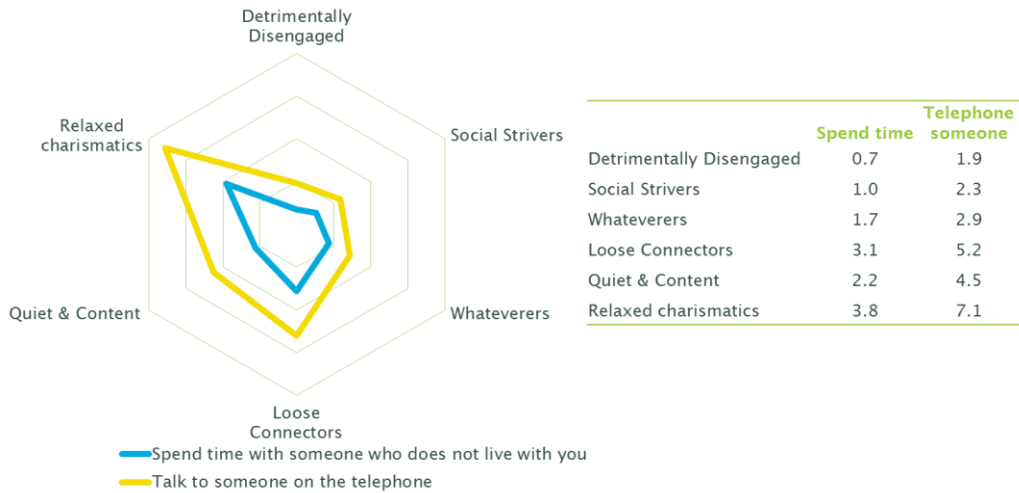 Detrimentally
Disengaged
Relaxed
charismatics
Social Strivers
Quiet & Content
Whateverers
Loose
Connectors
Spend time with someone who does not live with you
Talk to someone on the telephone
Telephone
Spend time someone
Detrimentally Disengaged 0.7 1.9
Social Strivers 1.0 2.3
Whateverers 1.7 2.9
Loose Connectors 3.1 5.2
Quiet & Content 2.2 4.5
Relaxed charismatics 3.8 7.1